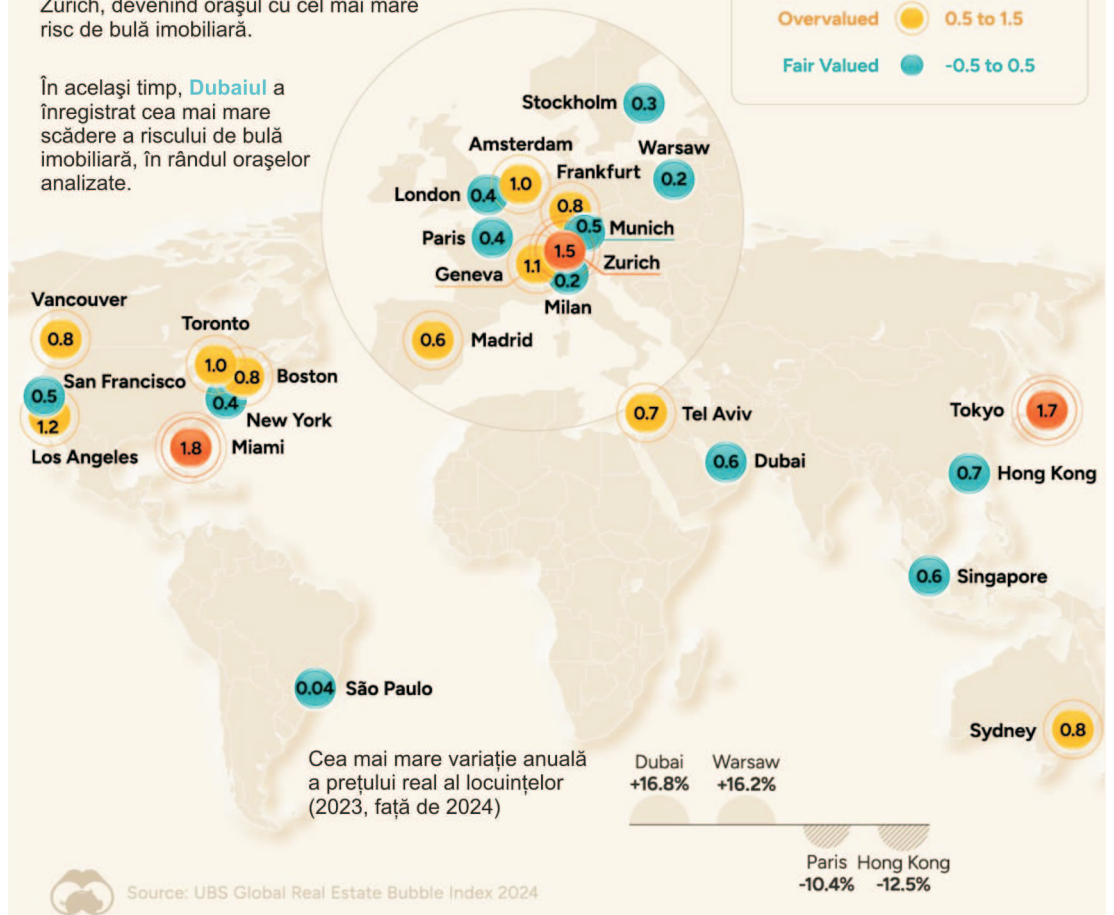 Zurich, devenind oraşul cu cel mai mare
risc de bulă imobiliară.
În acelaşi timp, Dubaiul a
înregistrat cea mai mare
scădere a riscului de bulă
imobiliară, în rândul oraşelor
analizate.
Overvalued 0.5 to 1.5
Fair Valued -0.5 to 0.5
Stockholm 0.3
Amsterdam
1.0
Warsaw
0.2
Frankfurt
0.8
London 0.4
Paris 0.4
0.5 Munich
1.5 Zurich
Geneva 1.1
0.2
Milan
Madrid 0.6
Vancouver
0.8
Toronto
1.0
0.8 Boston
San Francisco
0.5
0.4
New York
1.2
Los Angeles
1.8 Miami
0.7 Tel Aviv
0.6 Dubai
Tokyo 1.7
0.7 Hong Kong
0.6 Singapore
0.04 São Paulo
Sydney 0.8
Cea mai mare variație anuală
a prețului real al locuințelor
(2023, față de 2024)
Dubai
+16.8%
Warsaw
+16.2%
Paris
-10.4%
Hong Kong
-12.5%
Source: UBS Global Real Estate Bubble Index 2024